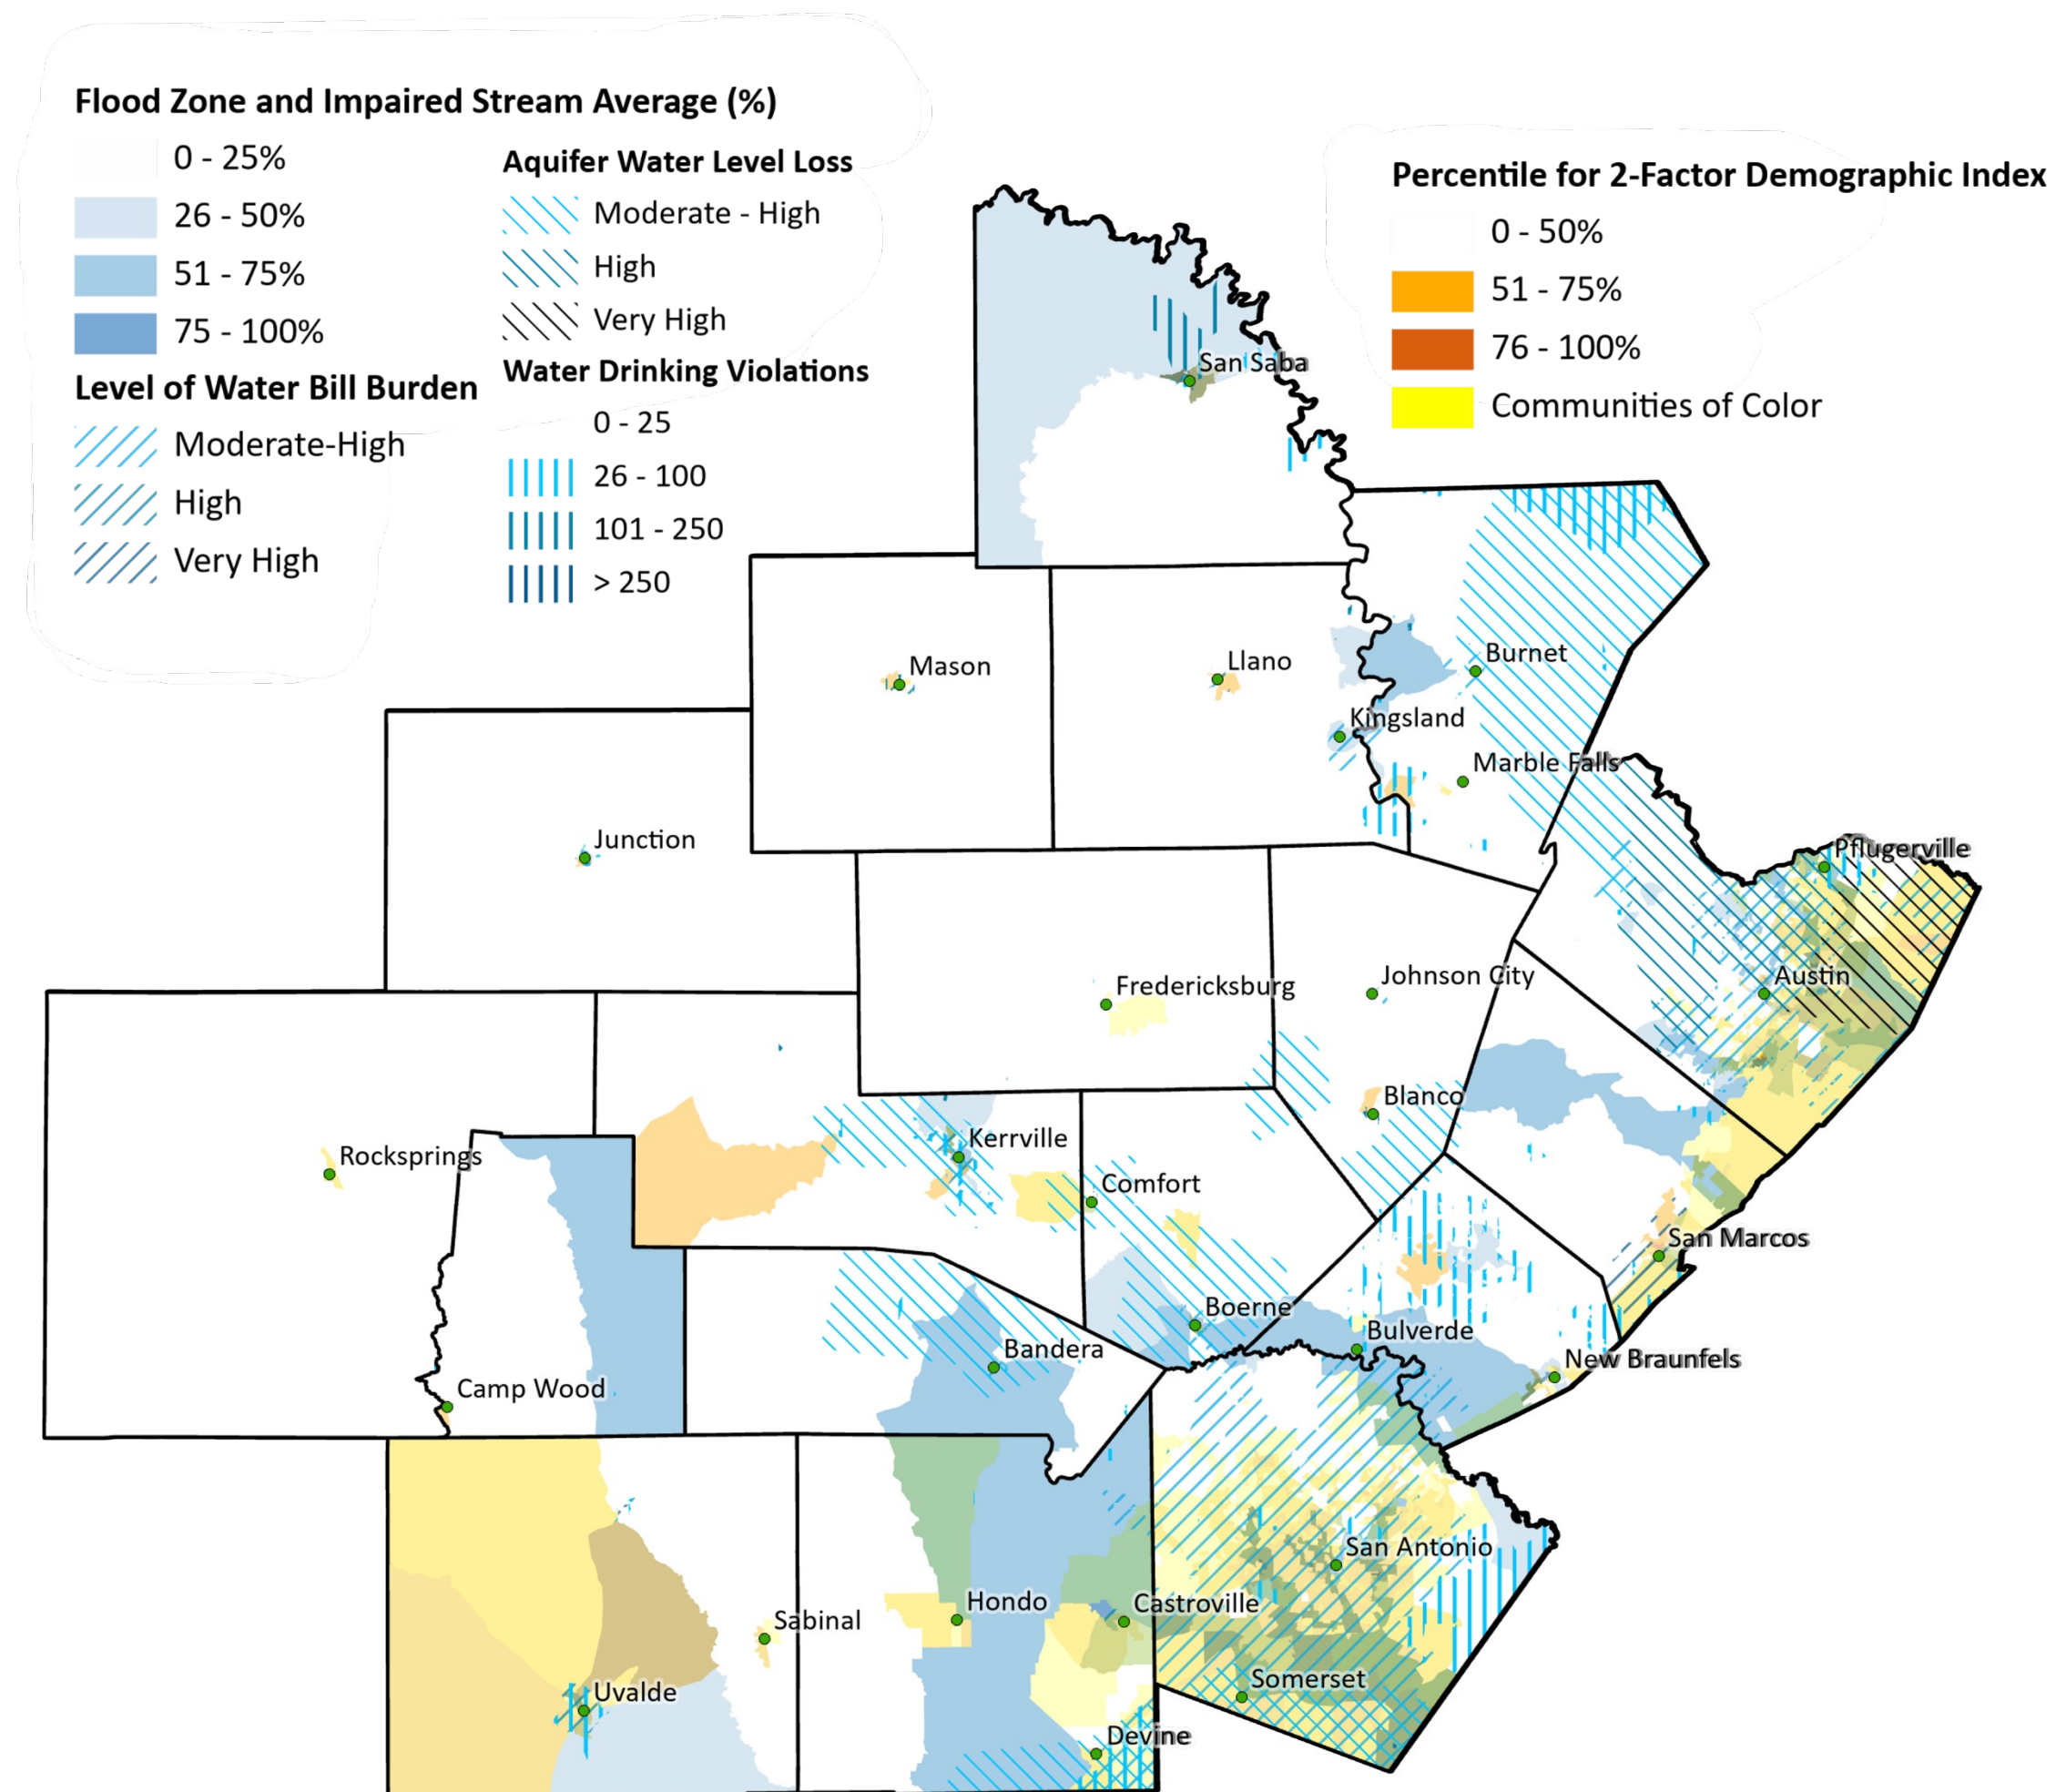 Flood Zone and Impaired Stream Average (%)
0 - 25%
26 - 50%
51 - 75%
75 - 100%
Level of Water Bill Burden
Moderate-High
High
Very High
Aquifer Water Level Loss
Moderate - High
High
Very High
Water Drinking Violations
0 - 25
26 - 100
101 - 250
> 250
Percentile for 2-Factor Demographic Index
0 - 50%
51 - 75%
76 - 100%
Communities of Color
San Saba
Burnet
Mason
Llano
Kingsland
Marble Falls
Junction
Pflugerville
Austin
Johnson City
Fredericksburg
Blanco
Kerrville
Rocksprings
Comfort
San Marcos
Boerne
Bulverde
Bandera
New Braunfels
Camp Wood
San Antonio
Hondo
Castroville
Sabinal
Somerset
Uvalde
Devine